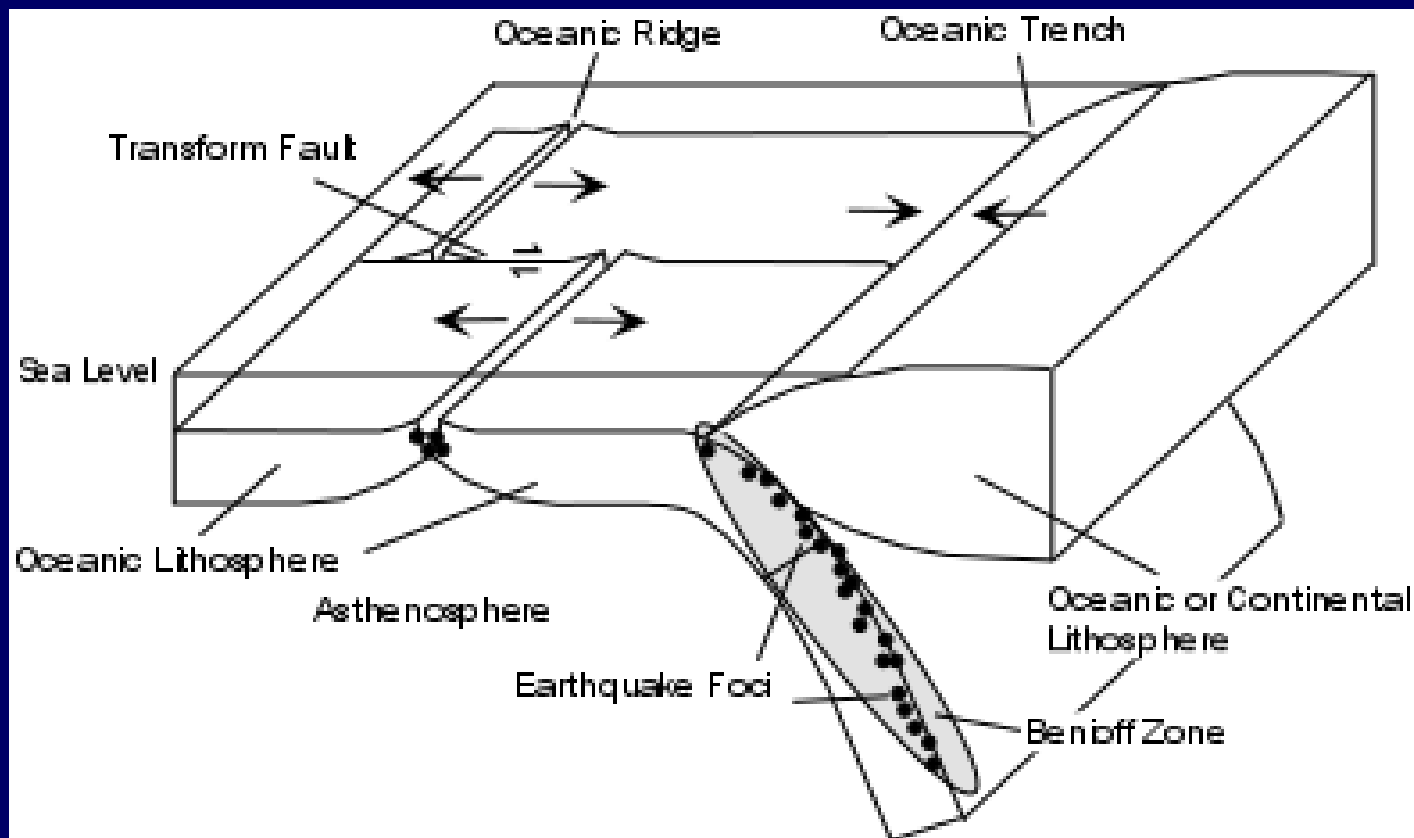 Oceanic Ridge
Oceanic Trench
Transform Fault
Sea Level
Oceanic Lithosphere
Asthenosphere
Oceanic or Continental
Lithosphere
Earthquake Foci
Benioff Zone